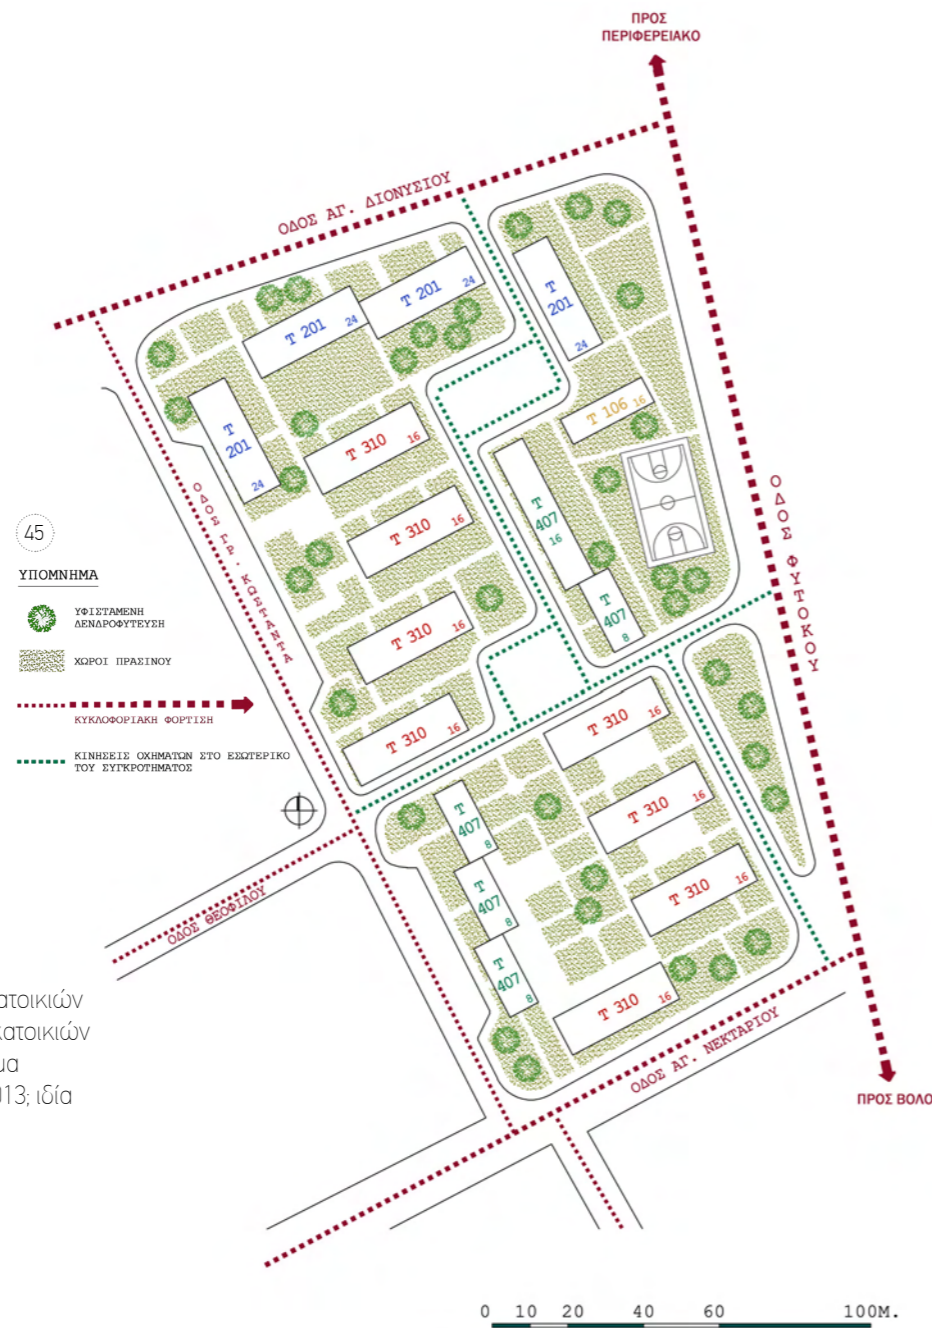 ΠΡΟΣ
ΠΕΡΙΦΕΡΕΙΑΚΟ
ΟΔΟΣ ΑΓ. ΔΙΟΝΥΣΙΟΥ
T 201 24
T 201 24
T
201
24
T
201
24
T 106 16
T 310 16
T 310 16
T 310 16
T 310 16
T
407
16
T
407
8
ΟΔΟΣ ΓΡ. ΚΩΣΤΑΝΤΑ
ΟΔΟΣ ΦΥΤΟΚΟΥ
45
ΥΠΟΜΝΗΜΑ
ΥΦΙΣΤΑΜΕΝΗ
ΔΕΝΔΡΟΦΥΤΕΥΣΗ
ΧΩΡΟΙ ΠΡΑΣΙΝΟΥ
ΚΥΚΛΟΦΟΡΙΑΚΗ ΦΟΡΤΙΣΗ
ΚΙΝΗΣΕΙΣ ΟΧΗΜΑΤΩΝ ΣΤΟ ΕΣΩΤΕΡΙΚΟ
ΤΟΥ ΣΥΓΚΡΟΤΗΜΑΤΟΣ
T 310 16
T 310 16
T 310 16
T 310 16
T
407
8
T
407
8
T
407
8
ΟΔΟΣ ΘΕΟΦΙΛΟΥ
ΟΔΟΣ ΑΓ. ΝΕΚΤΑΡΙΟΥ
ΠΡΟΣ ΒΟΛΟ
ατοικιών
κατοικιών
μα
013; ιδία
0 10 20 40 60 100Μ.